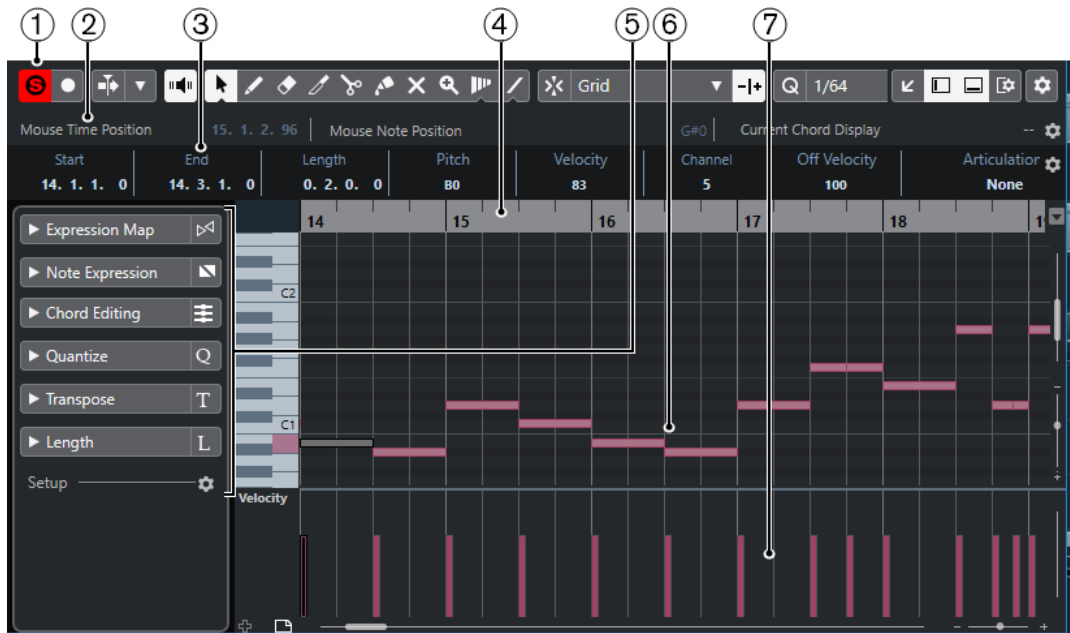 1 2 3 4 5 6 7
S Grid Q 1/64
Mouse Time Position 15. 1. 2. 96 Mouse Note Position G#0 Current Chord Display --
Start End Length Pitch Velocity Channel Off Velocity Articulation
14. 1. 1. 0 14. 3. 1. 0 0. 2. 0. 0 B0 83 5 100 None
14 15 16 17 18
Expression Map
Note Expression
C2
Chord Editing
Quantize Q
Transpose T
C1
Length L
Setup
Velocity